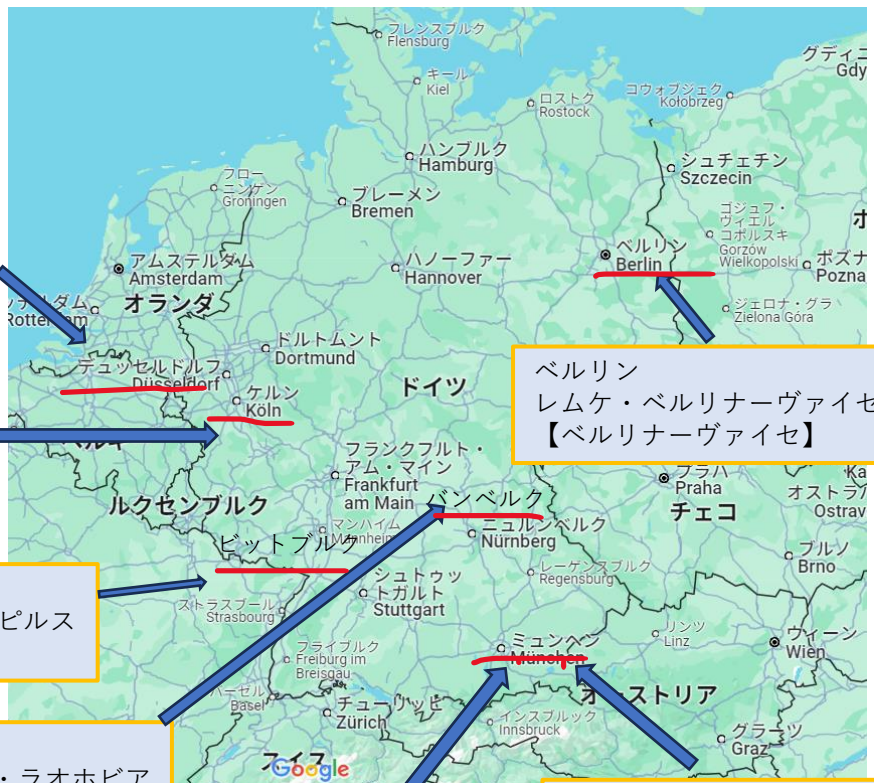 フレンスブルク
Flensburg
グディニ
Gdy
キール
Kiel
コウォブジェク
Kołobrzeg
ロストク
Rostock
ハンブルク
Hamburg
シュチェチン
Szczecin
フロー
ニンゲン
Groningen
ブレーメン
Bremen
ゴジュフ・
ヴィエル
コポルスキ
Gorzów
Wielkopolski
ポ
アムステルダム
Amsterdam
ハノーファー
Hannover
ベルリン
Berlin
ポズナ
Pozna
オランダ
Rotterdam
ジェロナ・グラ
Zielona Góra
ドルトムント
Dortmund
デュッセルドルフ
Düsseldorf
ケルン
Köln
ドイツ
ベルリン
レムケ・ベルリナーヴァイセ
【ベルリナーヴァイセ】
フランクフルト・
アム・マイン
Frankfurt
am Main
バンベルク
プラハ
Praha
チェコ
オストラバ
Ostrav
ルクセンブルク
マンハイム
Mannheim
ニュルンベルク
Nürnberg
ビットブルク
ブルノ
Brno
レーゲンスブルク
Regensburg
シュトゥッ
トガルト
Stuttgart
ピルス
ストラスブール
Strasbourg
ミュンヘン
München
リンツ
Linz
ウィーン
Wien
フライブルク
Freiburg im
Breisgau
バーゼル
Basel
チューリッヒ
Zürich
オーストリア
インスブルック
Innsbruck
グラーツ
Graz
・ラオホビア
スイス
Google